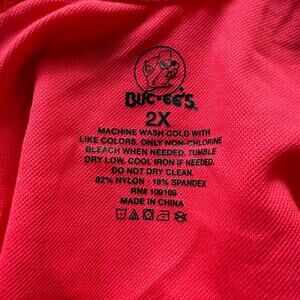 BUC-EE'S
2X
MACHINE WASH COLD WITH
LIKE COLORS. ONLY NON-CHLORINE
BLEACH WHEN NEEDED. TUMBLE
DRY LOW. COOL IRON IF NEEDED.
DO NOT DRY CLEAN.
82% NYLON · 18% SPANDEX
RN# 109189
MADE IN CHINA